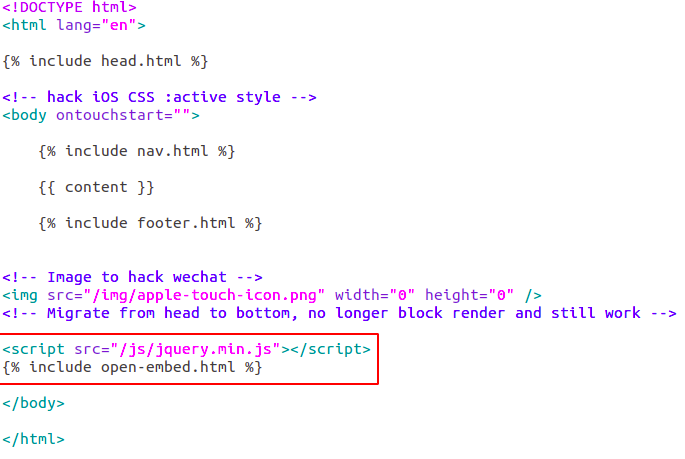 <!DOCTYPE html>
<html lang="en">
{% include head.html %}
<!-- hack iOS CSS :active style -->
<body ontouchstart="">
{% include nav.html %}
{{ content }}
{% include footer.html %}
<!-- Image to hack wechat -->
<img src="/img/apple-touch-icon.png" width="0" height="0" />
<!-- Migrate from head to bottom, no longer block render and still work -->
<script src="/js/jquery.min.js"></script>
{% include open-embed.html %}
</body>
</html>